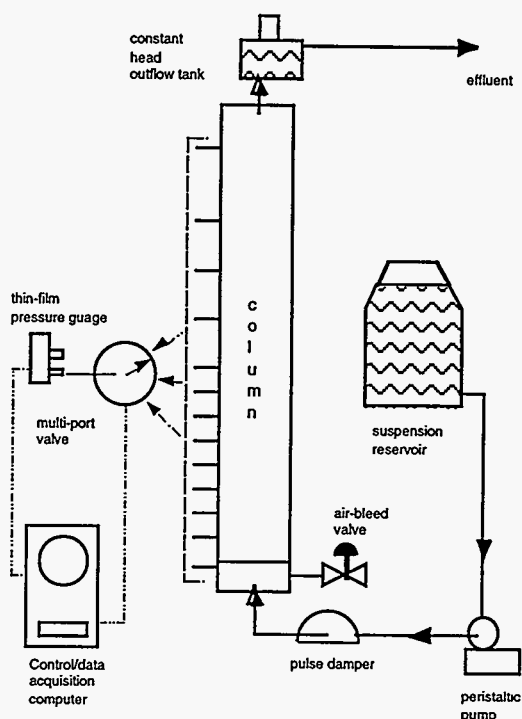 constant
head
outflow tank
effluent
thin-film
pressure guage
multi-port
valve
column
suspension
reservoir
air-bleed
valve
pulse damper
Control/data
acquisition
computer
peristaltic
pump